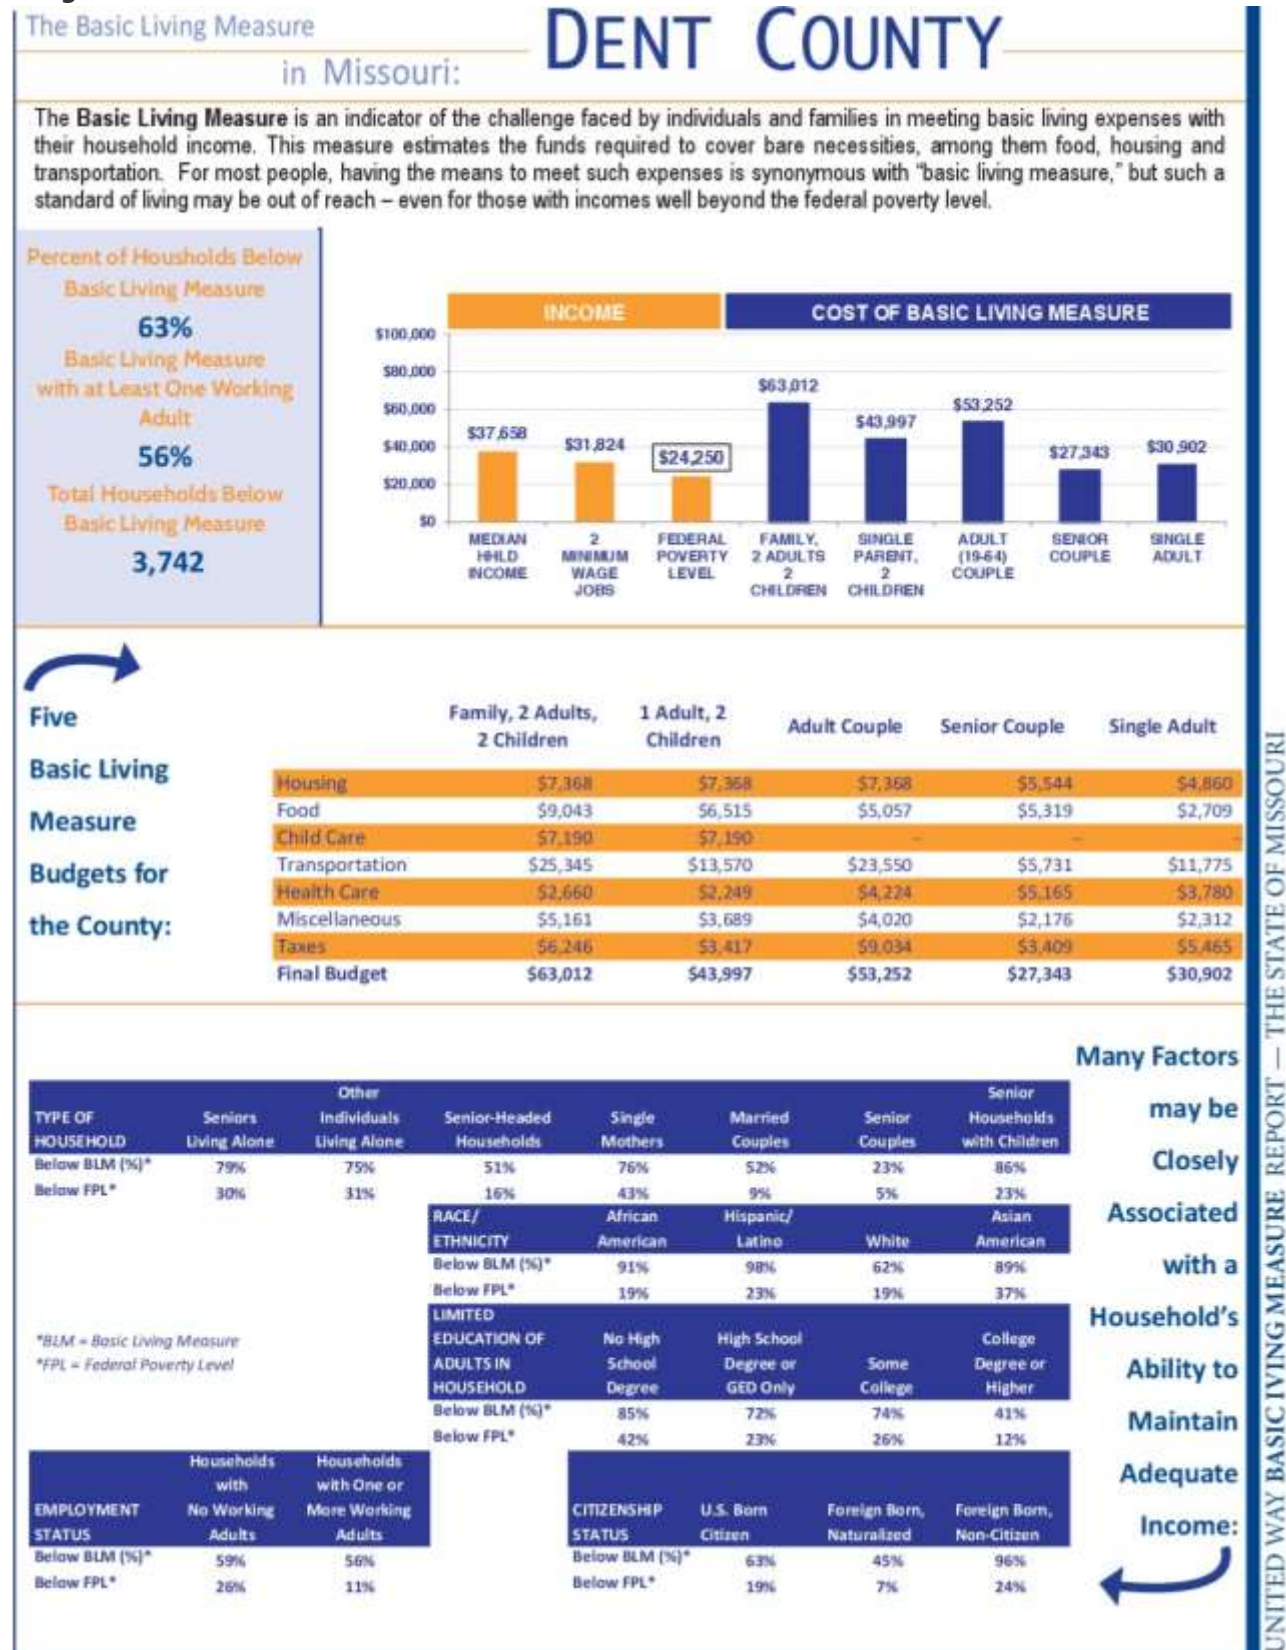 The Basic Living Measure
in Missouri:
DENT COUNTY
The Basic Living Measure is an indicator of the challenge faced by individuals and families in meeting basic living expenses with
their household income. This measure estimates the funds required to cover bare necessities, among them food, housing and
transportation. For most people, having the means to meet such expenses is synonymous with “basic living measure,” but such a
standard of living may be out of reach – even for those with incomes well beyond the federal poverty level.
Percent of Housholds Below
Basic Living Measure
63%
Basic Living Measure
with at Least One Working
Adult
56%
Total Households Below
Basic Living Measure
3,742
INCOME COST OF BASIC LIVING MEASURE
$100,000
$80,000
$60,000
$40,000
$20,000
$0
$37,658 $31,824 $24,250 $63,012 $43,997 $53,252 $27,343 $30,902
MEDIAN 2 FEDERAL FAMILY, SINGLE ADULT SENIOR SINGLE
HHLD MINIMUM POVERTY 2 ADULTS PARENT, (19-64) COUPLE ADULT
INCOME WAGE LEVEL 2 2 COUPLE
JOBS CHILDREN CHILDREN
Five
Basic Living
Measure
Budgets for
the County:
Family, 2 Adults, 1 Adult, 2 Adult Couple Senior Couple Single Adult
2 Children Children
Housing $7,368 $7,368 $7,368 $5,544 $4,860
Food $9,043 $6,515 $5,057 $5,319 $2,709
Child Care $7,190 $7,190 – – –
Transportation $25,345 $13,570 $23,550 $5,731 $11,775
Health Care $2,660 $2,249 $4,224 $5,165 $3,780
Miscellaneous $5,161 $3,689 $4,020 $2,176 $2,312
Taxes $6,246 $3,417 $9,034 $3,409 $5,465
Final Budget $63,012 $43,997 $53,252 $27,343 $30,902
Many Factors
may be
Closely
Associated
with a
Household’s
Ability to
Maintain
Adequate
Income:
Other Senior
TYPE OF Seniors Individuals Senior-Headed Single Married Senior Households
HOUSEHOLD Living Alone Living Alone Households Mothers Couples Couples with Children
Below BLM (%)* 79% 75% 51% 76% 52% 23% 86%
Below FPL* 30% 31% 16% 43% 9% 5% 23%
RACE/ African Hispanic/ Asian
ETHNICITY American Latino White American
Below BLM (%)* 91% 98% 62% 89%
Below FPL* 19% 23% 19% 37%
LIMITED
EDUCATION OF No High High School College
ADULTS IN School Degree or Some Degree or
HOUSEHOLD Degree GED Only College Higher
Below BLM (%)* 85% 72% 74% 41%
Below FPL* 42% 23% 26% 12%
*BLM = Basic Living Measure
*FPL = Federal Poverty Level
Households Households
with with One or
EMPLOYMENT No Working More Working
STATUS Adults Adults
Below BLM (%)* 59% 56%
Below FPL* 26% 11%
CITIZENSHIP U.S. Born Foreign Born, Foreign Born,
STATUS Citizen Naturalized Non-Citizen
Below BLM (%)* 63% 45% 96%
Below FPL* 19% 7% 24%
UNITED WAY BASIC IVING MEASURE REPORT — THE STATE OF MISSOURI